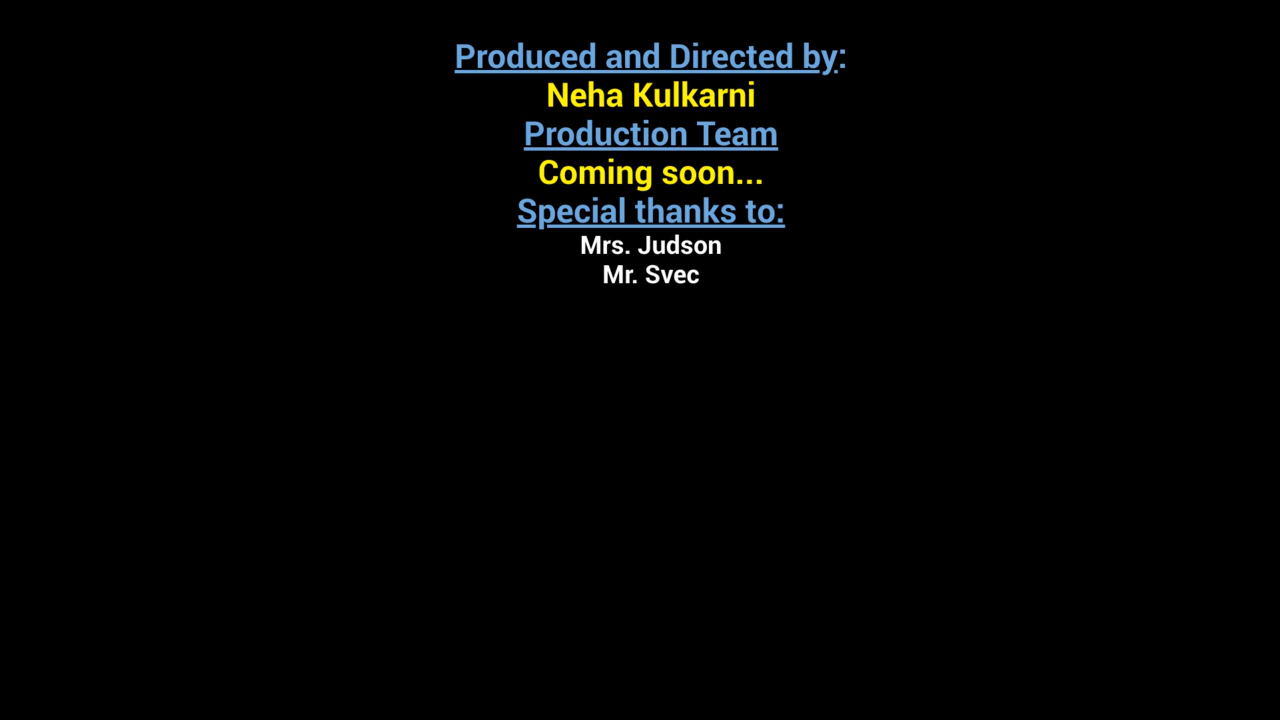 Produced and Directed by:
Neha Kulkarni
Production Team
Coming soon...
Special thanks to:
Mrs. Judson
Mr. Svec